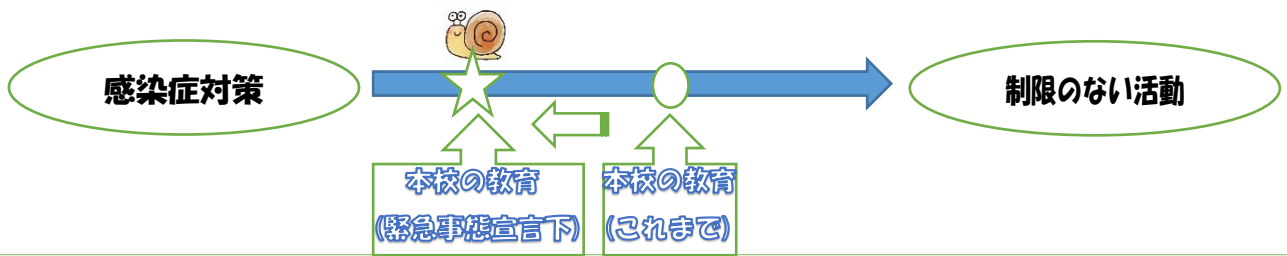 感染症対策
制限のない活動
本校の教育
(緊急事態宣言下)
本校の教育
(これまで)